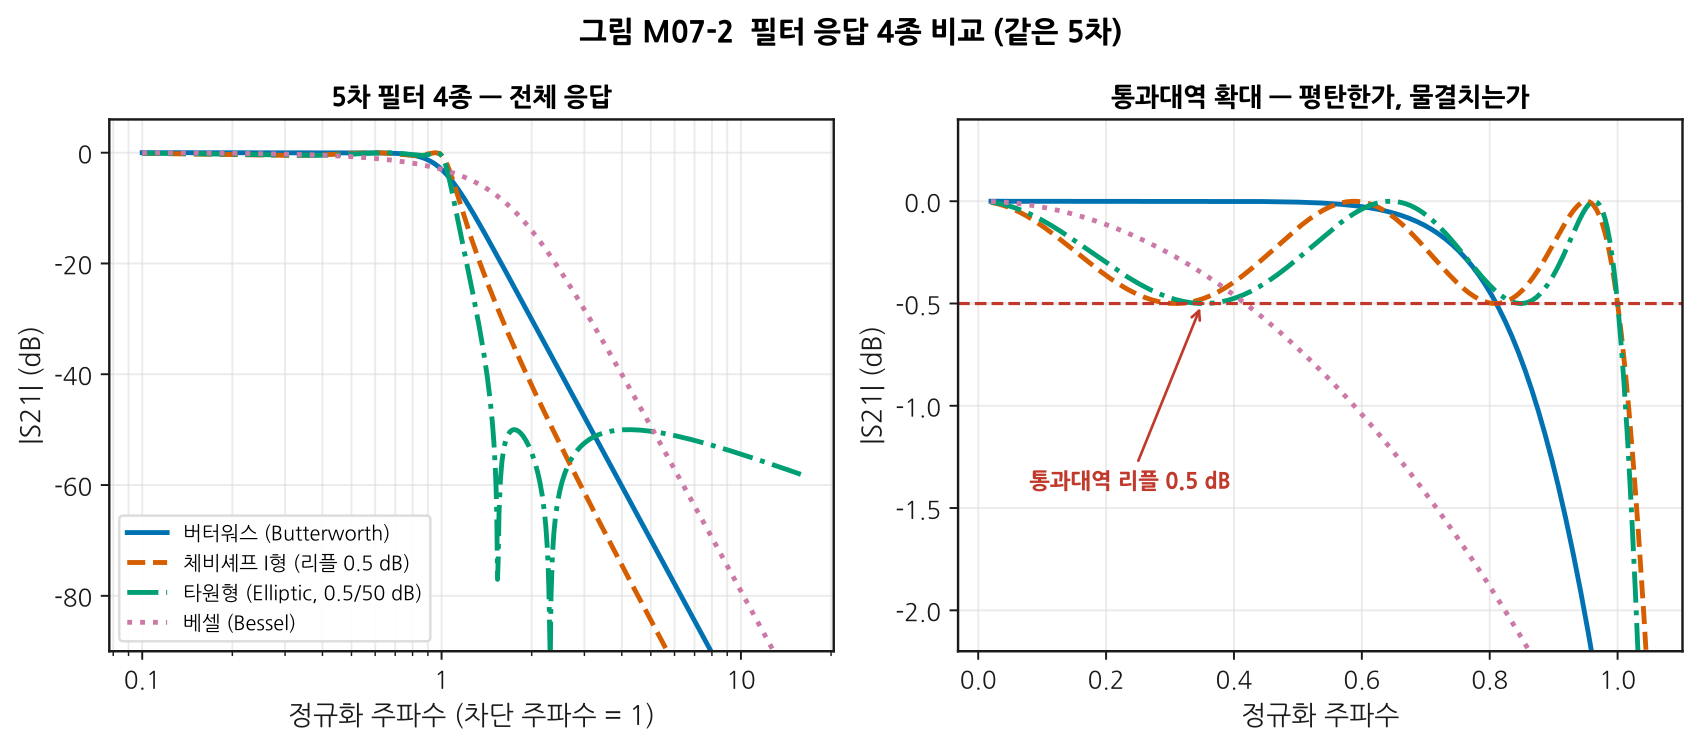 그림 M07-2 필터 응답 4종 비교 (같은 5차)
5차 필터 4종 — 전체 응답
|S21| (dB)
0
-20
-40
-60
-80
버터워스 (Butterworth)
체비셰프 I형 (리플 0.5 dB)
타원형 (Elliptic, 0.5/50 dB)
베셀 (Bessel)
0.1 1 10
정규화 주파수 (차단 주파수 = 1)
통과대역 확대 — 평탄한가, 물결치는가
|S21| (dB)
0.0
-0.5
-1.0
-1.5
-2.0
통과대역 리플 0.5 dB
0.0 0.2 0.4 0.6 0.8 1.0
정규화 주파수